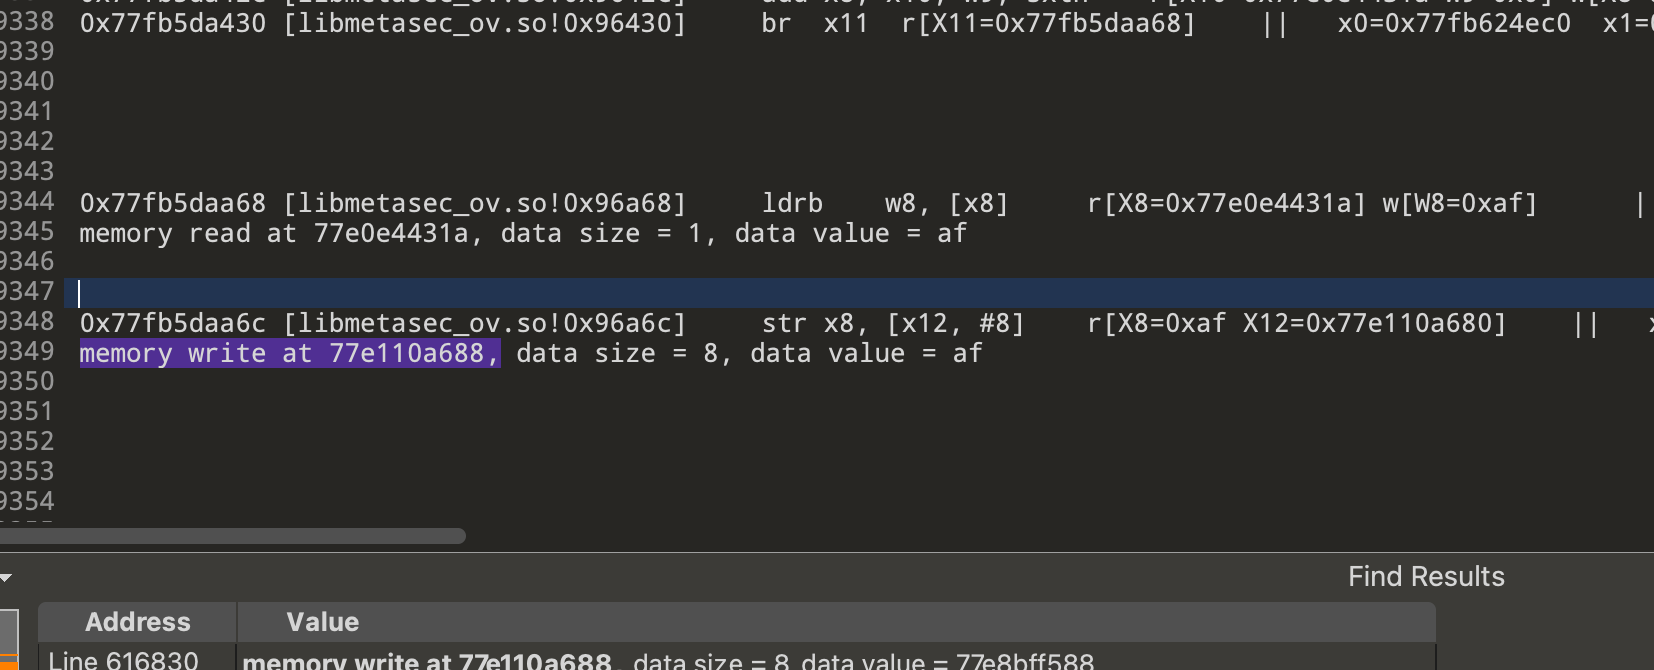 9338 0x77fb5da430 [libmetasec_ov.so!0x96430] br x11 r[X11=0x77fb5daa68] || x0=0x77fb624ec0 x1=
9339
9340
9341
9342
9343
9344 0x77fb5daa68 [libmetasec_ov.so!0x96a68] ldrb w8, [x8] r[X8=0x77e0e4431a] w[W8=0xaf] |
9345 memory read at 77e0e4431a, data size = 1, data value = af
9346
9347
9348 0x77fb5daa6c [libmetasec_ov.so!0x96a6c] str x8, [x12, #8] r[X8=0xaf X12=0x77e110a680] ||
9349 memory write at 77e110a688, data size = 8, data value = af
9350
9351
9352
9353
9354
Find Results
Address Value
Line 616830 memory write at 77e110a688, data size = 8, data value = 77e8bff588